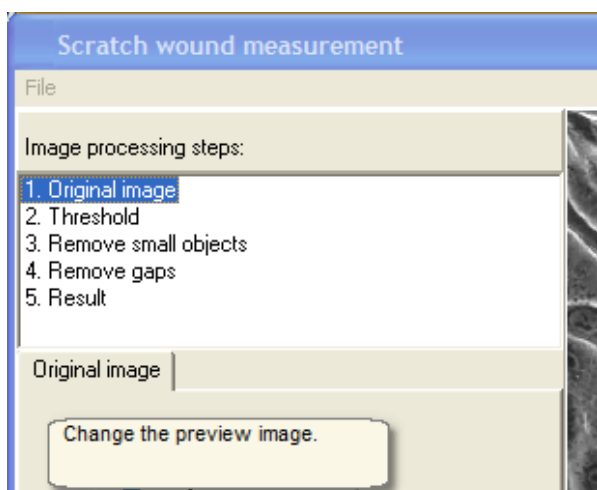 Scratch wound measurement
File
Image processing steps:
1. Original image
2. Threshold
3. Remove small objects
4. Remove gaps
5. Result
Original image
Change the preview image.